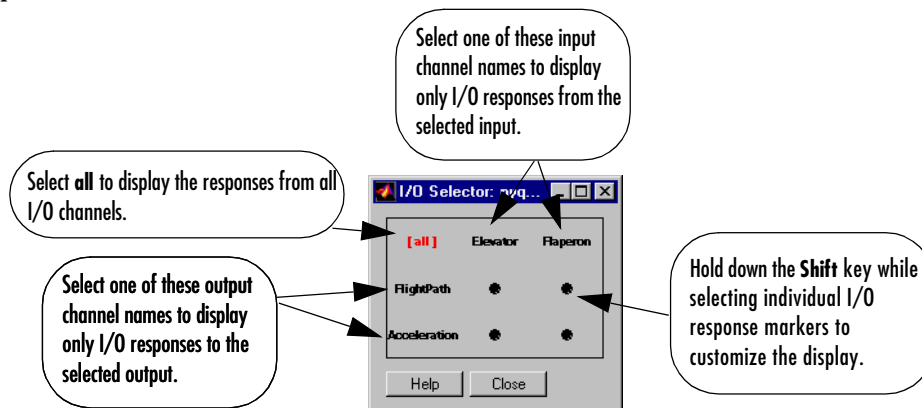 Select one of these input
channel names to display
only I/O responses from the
selected input.
Select all to display the responses from all
I/O channels.
I/O Selector: nyq...
[ all ] Elevator Flaperon
FlightPath
Acceleration
Help Close
Select one of these output
channel names to display
only I/O responses to the
selected output.
Hold down the Shift key while
selecting individual I/O
response markers to
customize the display.